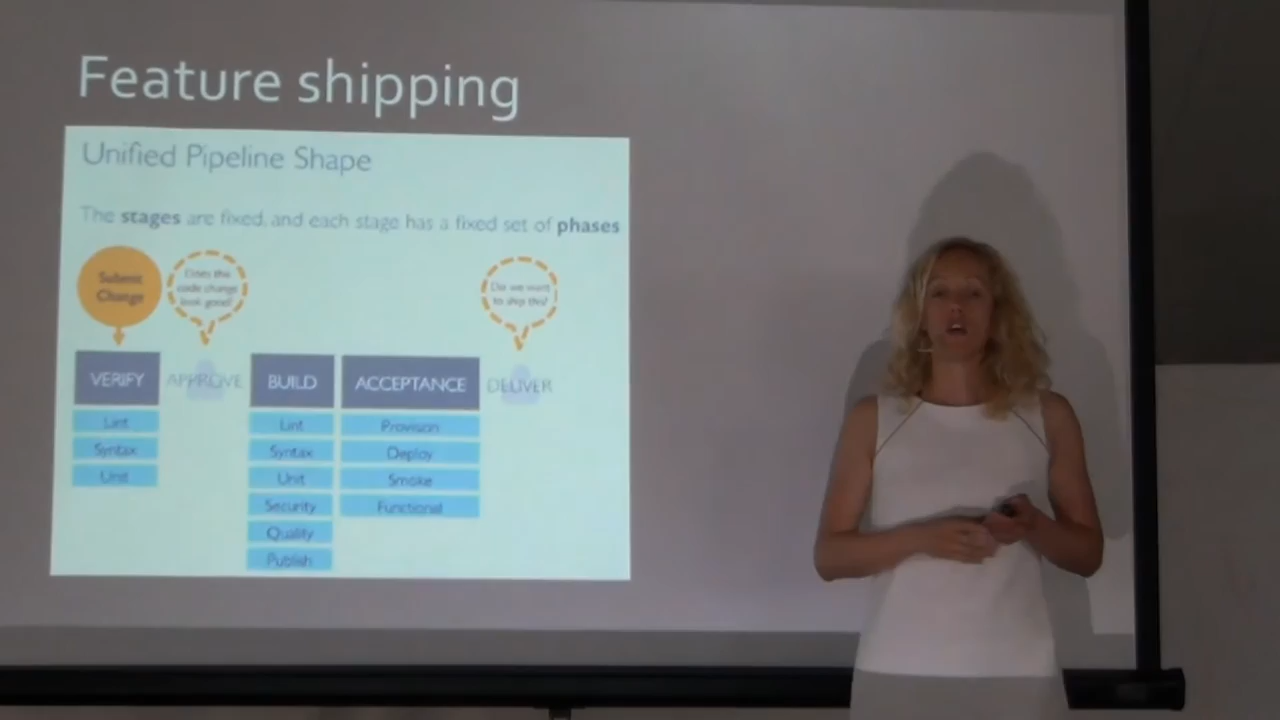 Feature shipping
Unified Pipeline Shape
The stages are fixed, and each stage has a fixed set of phases
Submit
Change
Does this
code change
look good?
Do we want
to ship this?
VERIFY
APPROVE
BUILD
ACCEPTANCE
DELIVER
Lint
Syntax
Unit
Lint
Syntax
Unit
Security
Quality
Publish
Provision
Deploy
Smoke
Functional